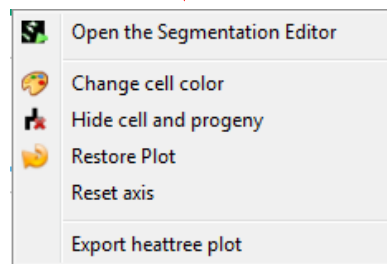 Open the Segmentation Editor
Change cell color
Hide cell and progeny
Restore Plot
Reset axis
Export heattree plot